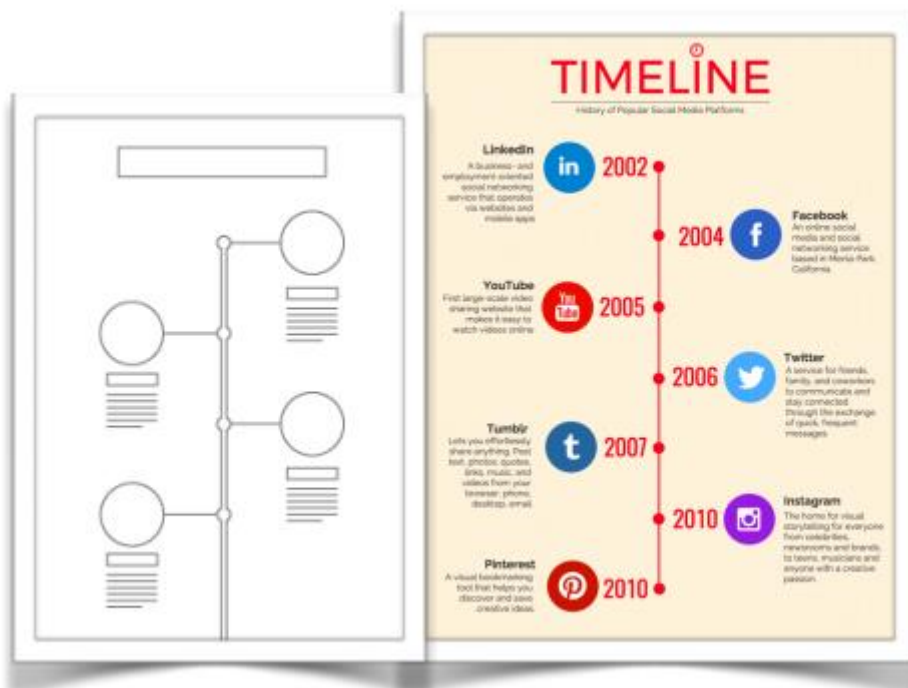 TIMELINE
History of Popular Social Media Platforms
LinkedIn
A business- and
employment-oriented
social networking
service that operates
via websites and
mobile apps
in
2002
2004
f
Facebook
An online social
media and social
networking service
based in Menlo Park
California
YouTube
First large-scale video
sharing website that
makes it easy to
watch videos online
You
Tube
2005
2006
Twitter
A service for friends,
family, and coworkers
to communicate and
stay connected
through the exchange
of quick, frequent
messages
Tumblr
Lets you effortlessly
share anything. Post
text, photos, quotes,
links, music, and
videos from your
browser, phone,
desktop, email
t
2007
2010
Instagram
The home for visual
storytelling for everyone
from celebrities,
newsrooms and brands,
to teens, musicians and
anyone with a creative
passion.
Pinterest
A visual bookmarking
tool that helps you
discover and save
creative ideas
2010